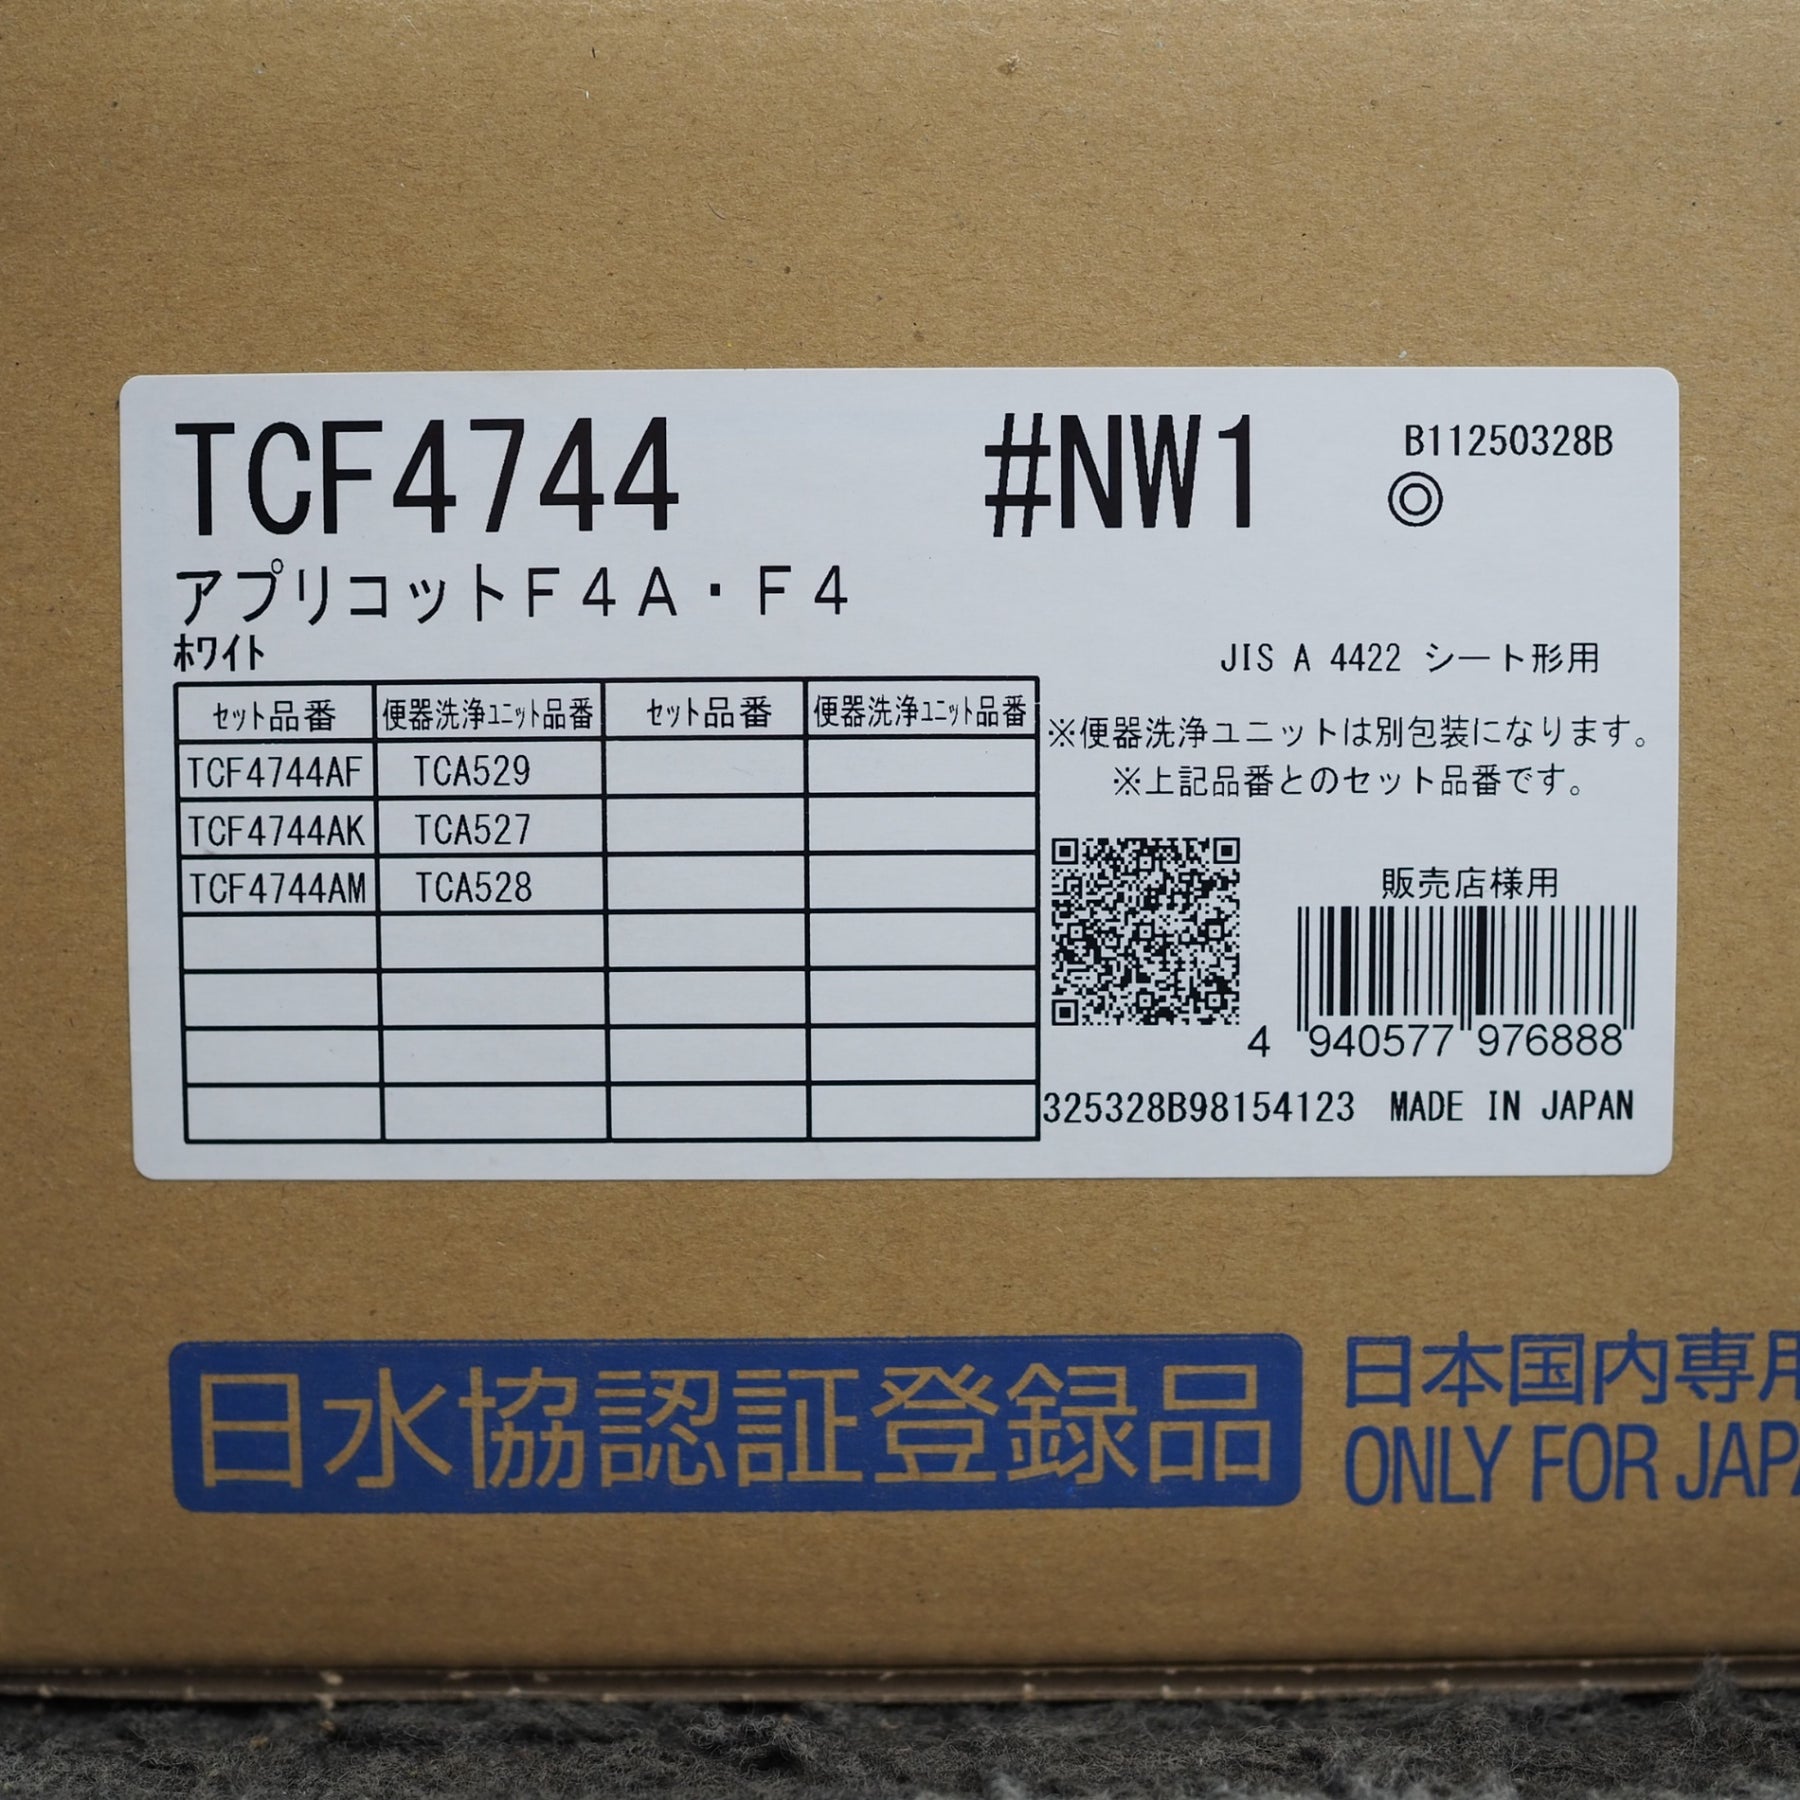 TCF4744 #NW1 B11250328B
アプリコットF4A・F4
ホワイト
JIS A 4422 シート形用
セット品番 便器洗浄ユニット品番 セット品番 便器洗浄ユニット品番
TCF4744AF TCA529
TCF4744AK TCA527
TCF4744AM TCA528
※便器洗浄ユニットは別包装になります。
※上記品番とのセット品番です。
販売店様用
4 940577 976888
325328B98154123 MADE IN JAPAN
日水協認証登録品
日本国内専用
ONLY FOR JAPA